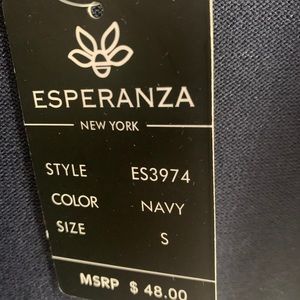 ESPERANZA
NEW YORK
STYLE ES3974
COLOR NAVY
SIZE S
MSRP $ 48.00